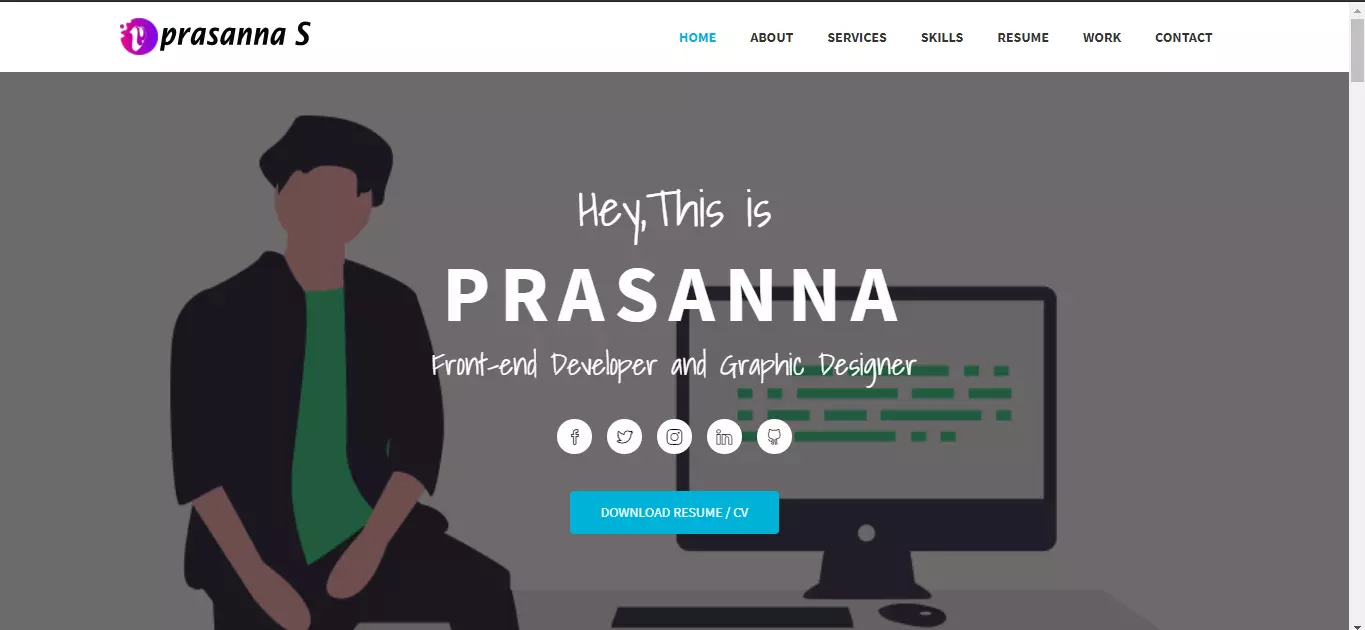 prasanna S
HOME ABOUT SERVICES SKILLS RESUME WORK CONTACT
Hey,This is
PRASANNA
Front-end Developer and Graphic Designer
DOWNLOAD RESUME / CV